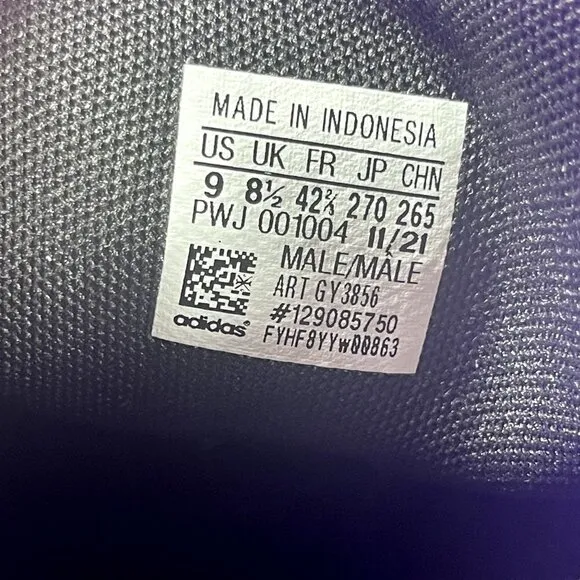 MADE IN INDONESIA
US UK FR JP CHN
9 8½ 42⅔ 270 265
PWJ 001004 11/21
MALE/MÂLE
ART GY3856
#129085750
FYHF8YYW00863
adidas